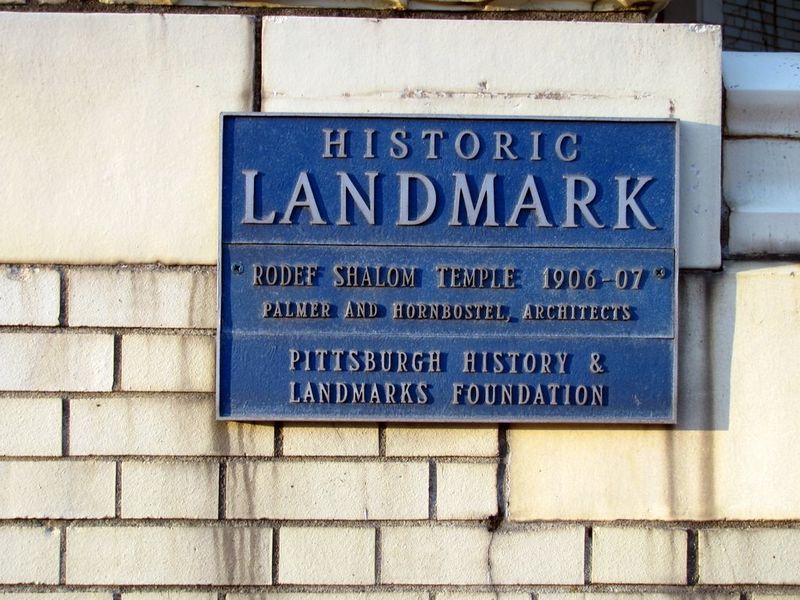 HISTORIC
LANDMARK
RODEF SHALOM TEMPLE 1906-07
PALMER AND HORNBOSTEL, ARCHITECTS
PITTSBURGH HISTORY &
LANDMARKS FOUNDATION